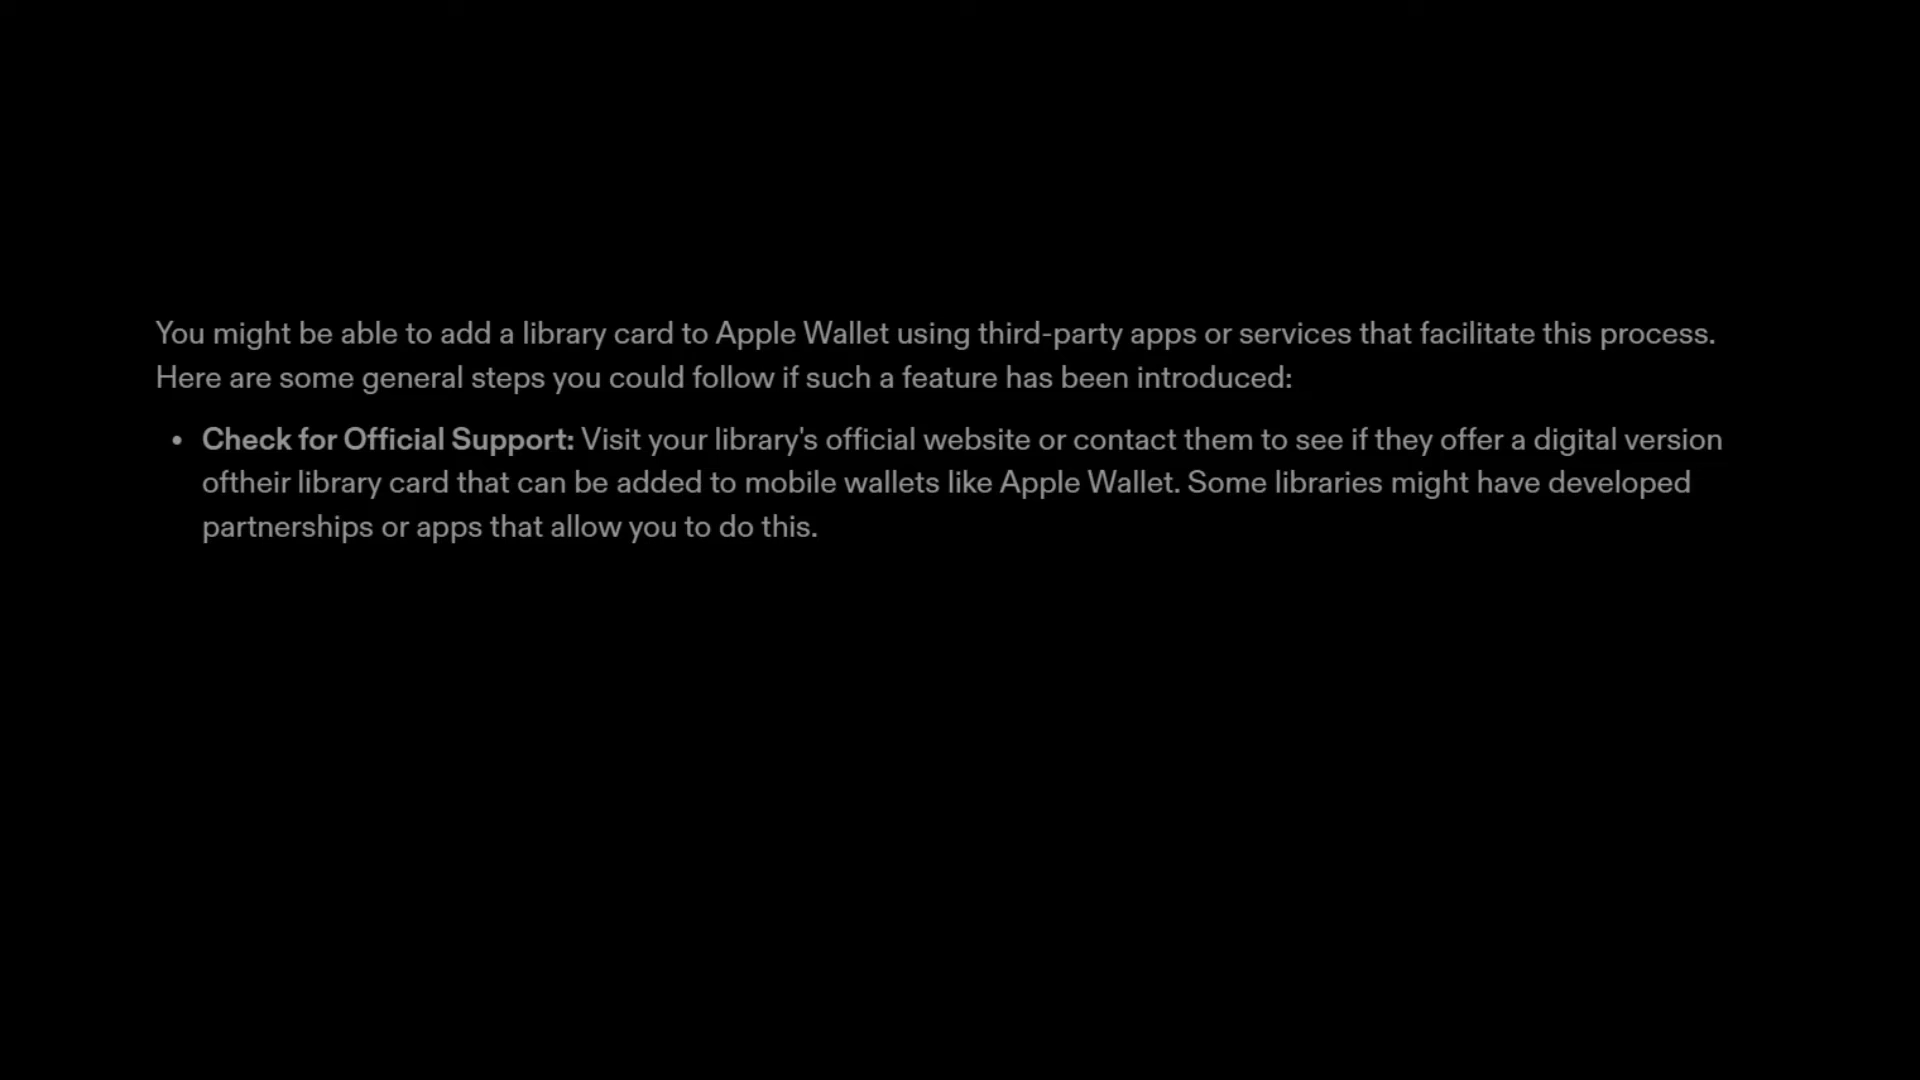 You might be able to add a library card to Apple Wallet using third-party apps or services that facilitate this process.
Here are some general steps you could follow if such a feature has been introduced:
• Check for Official Support: Visit your library's official website or contact them to see if they offer a digital version
oftheir library card that can be added to mobile wallets like Apple Wallet. Some libraries might have developed
partnerships or apps that allow you to do this.